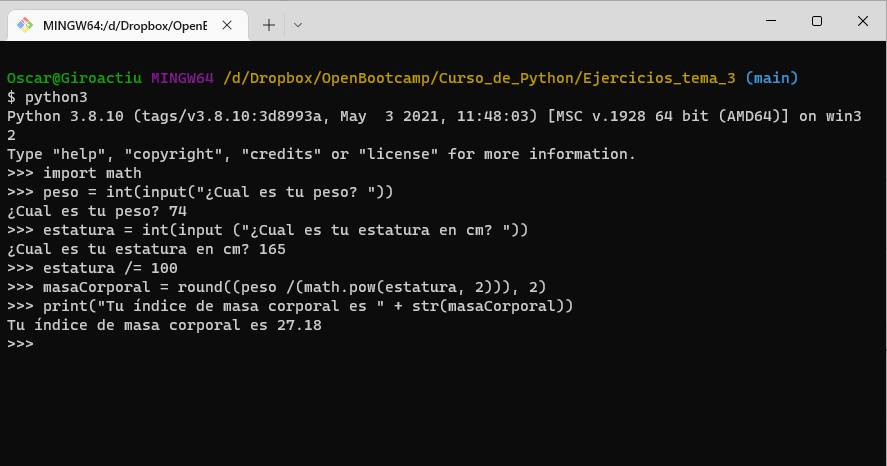 MINGW64:/d/Dropbox/OpenE
Oscar@Giroactiu MINGW64 /d/Dropbox/OpenBootcamp/Curso_de_Python/Ejercicios_tema_3 (main)
$ python3
Python 3.8.10 (tags/v3.8.10:3d8993a, May  3 2021, 11:48:03) [MSC v.1928 64 bit (AMD64)] on win3
2
Type "help", "copyright", "credits" or "license" for more information.
>>> import math
>>> peso = int(input("¿Cual es tu peso? "))
¿Cual es tu peso? 74
>>> estatura = int(input ("¿Cual es tu estatura en cm? "))
¿Cual es tu estatura en cm? 165
>>> estatura /= 100
>>> masaCorporal = round((peso /(math.pow(estatura, 2))), 2)
>>> print("Tu índice de masa corporal es " + str(masaCorporal))
Tu índice de masa corporal es 27.18
>>>